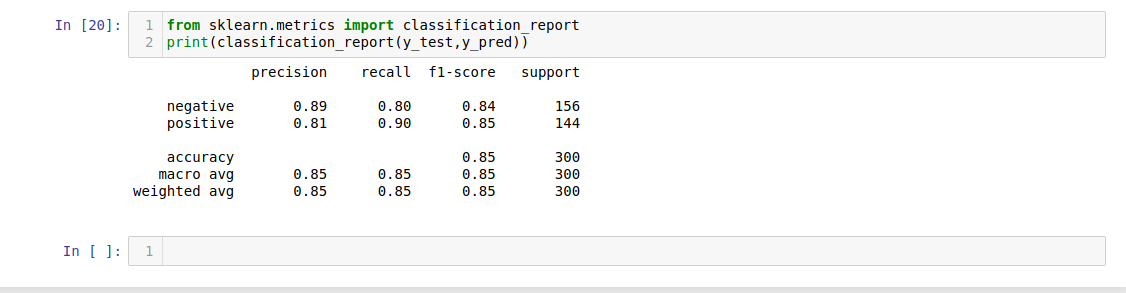 In [20]:
1 from sklearn.metrics import classification_report
2 print(classification_report(y_test,y_pred))
precision recall f1-score support
negative 0.89 0.80 0.84 156
positive 0.81 0.90 0.85 144
accuracy 0.85 300
macro avg 0.85 0.85 0.85 300
weighted avg 0.85 0.85 0.85 300
In [ ]: 1